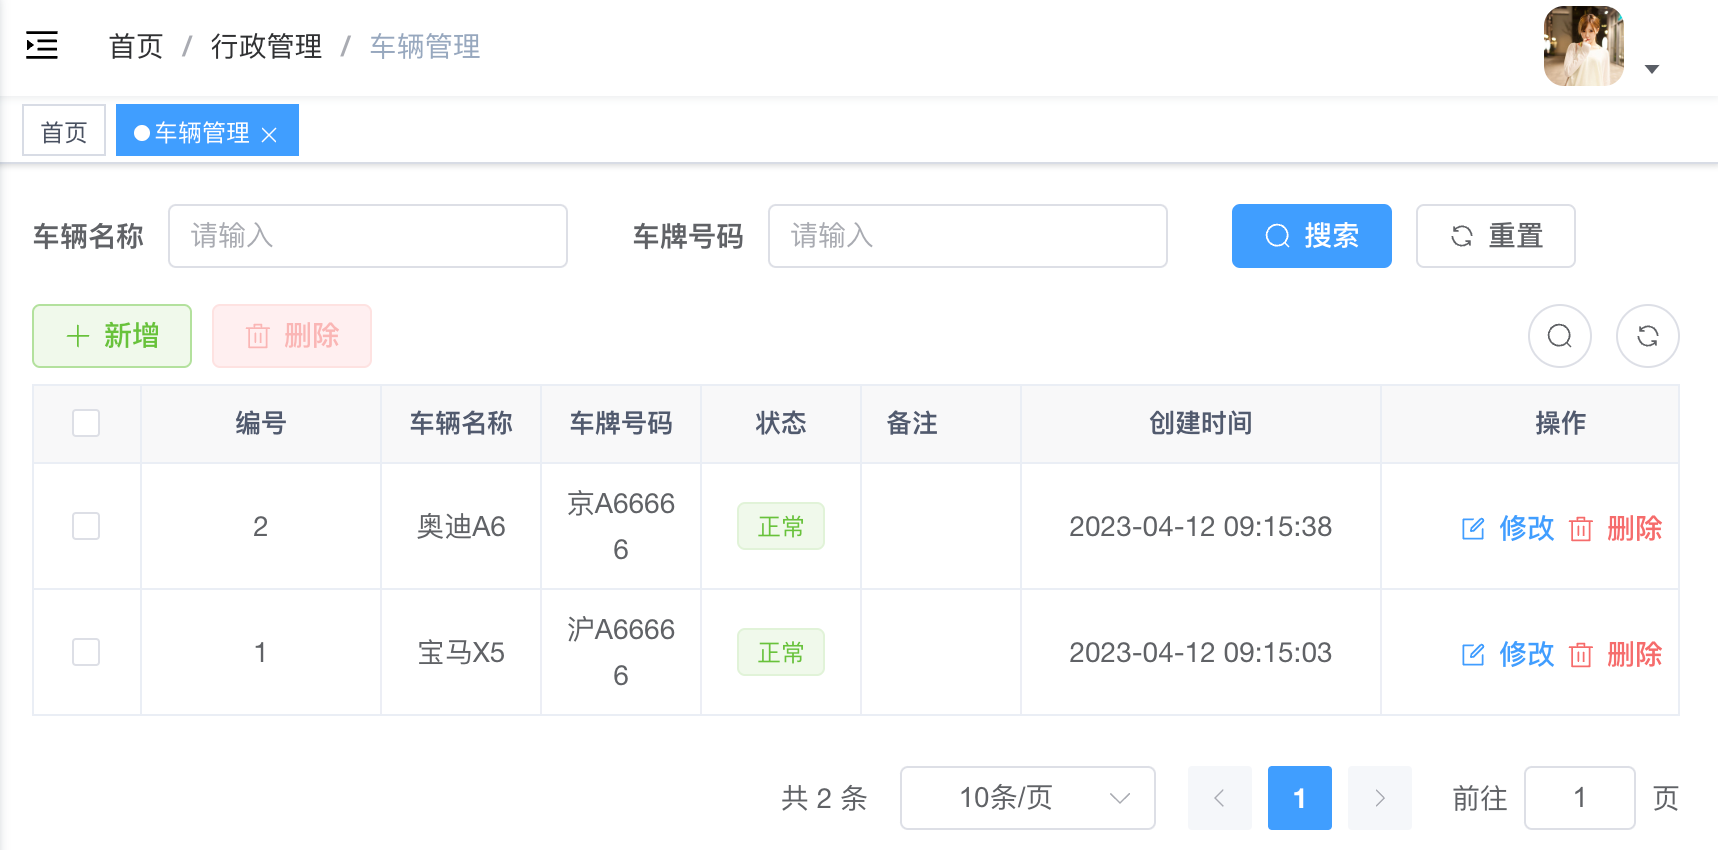 首页 / 行政管理 / 车辆管理
首页 车辆管理
车辆名称 请输入 车牌号码 请输入 搜索 重置
新增 删除
编号 车辆名称 车牌号码 状态 备注 创建时间 操作
2 奥迪A6 京A6666
6 正常 2023-04-12 09:15:38 修改 删除
1 宝马X5 沪A6666
6 正常 2023-04-12 09:15:03 修改 删除
共 2 条 10条/页 1 前往 1 页